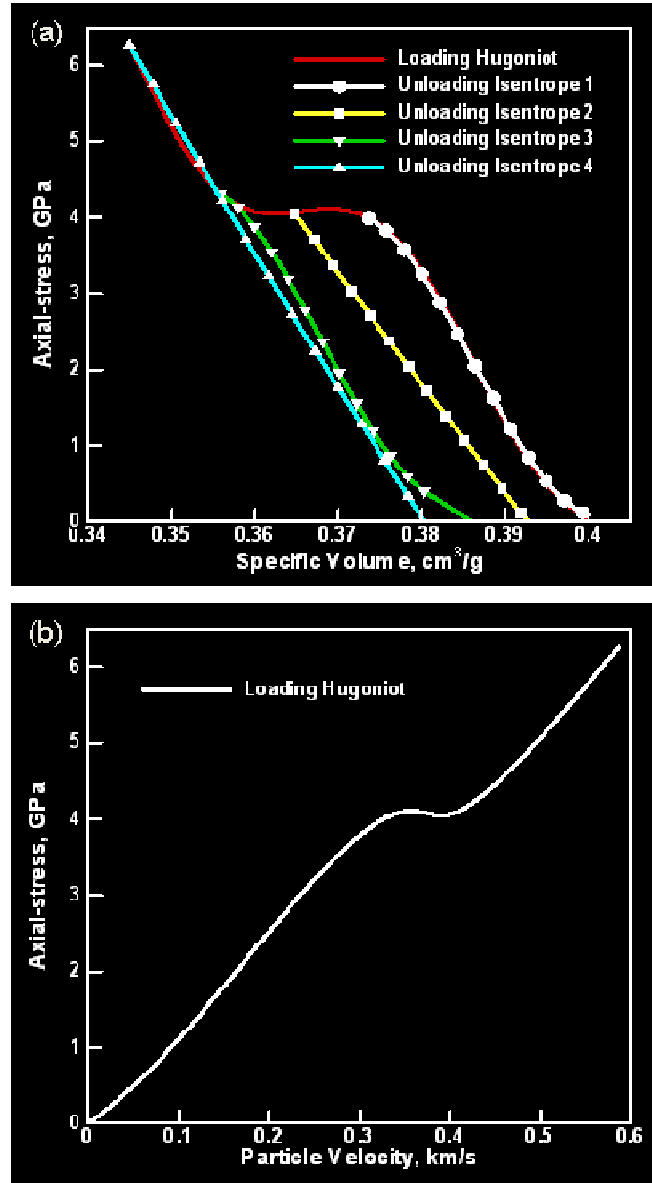 (a)
Loading Hugoniot
Unloading Isentrope 1
Unloading Isentrope 2
Unloading Isentrope 3
Unloading Isentrope 4
Axial-stress, GPa
6
5
4
3
2
1
0
0.34 0.35 0.36 0.37 0.38 0.39 0.4
Specific Volume, cm³/g
(b)
Loading Hugoniot
Axial-stress, GPa
6
5
4
3
2
1
0
0 0.1 0.2 0.3 0.4 0.5 0.6
Particle Velocity, km/s